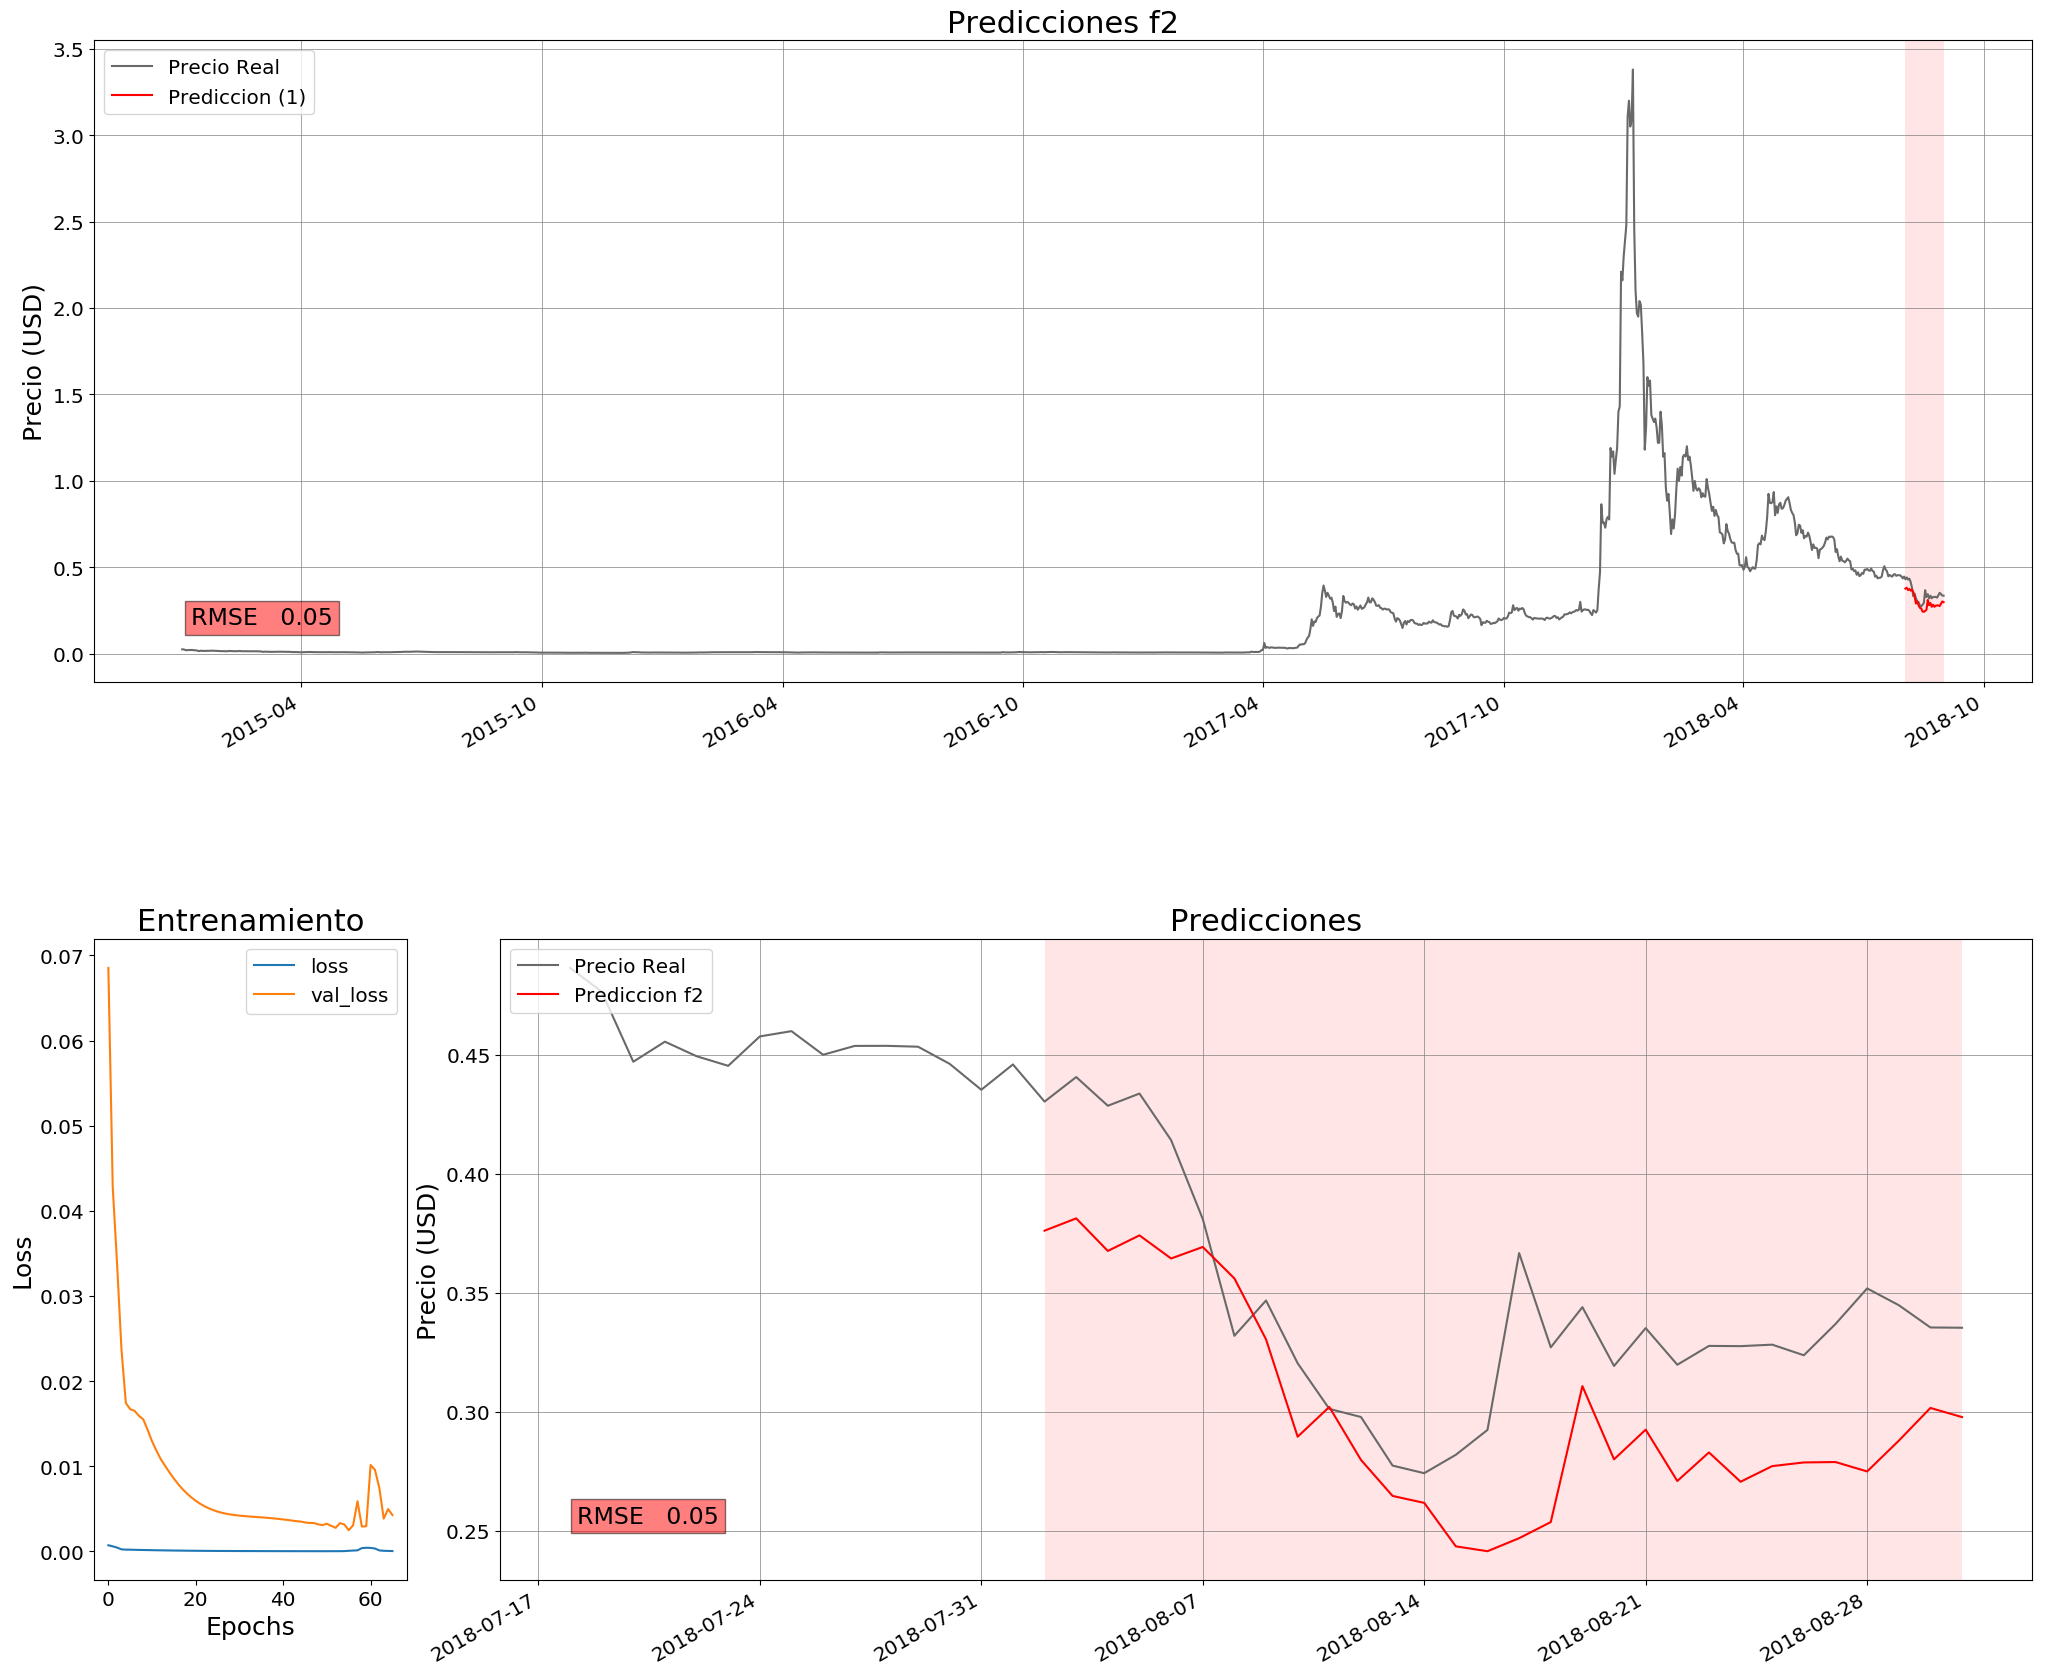 Predicciones f2
Precio Real
Prediccion (1)
Precio (USD)
3.5
3.0
2.5
2.0
1.5
1.0
0.5
0.0
RMSE 0.05
2015-04
2015-10
2016-04
2016-10
2017-04
2017-10
2018-04
2018-10
Entrenamiento
loss
val_loss
Loss
0.07
0.06
0.05
0.04
0.03
0.02
0.01
0.00
0 20 40 60
Epochs
Predicciones
Precio Real
Prediccion f2
Precio (USD)
0.45
0.40
0.35
0.30
0.25
RMSE 0.05
2018-07-17
2018-07-24
2018-07-31
2018-08-07
2018-08-14
2018-08-21
2018-08-28